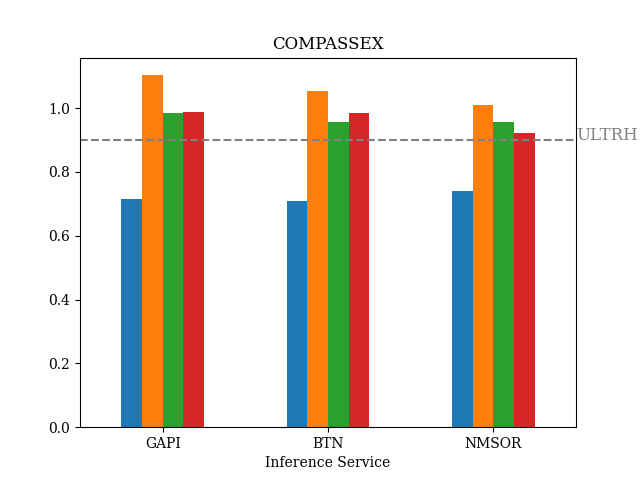 COMPASSEX
1.0
0.8
0.6
0.4
0.2
0.0
ULTRH
GAPI BTN NMSOR
Inference Service